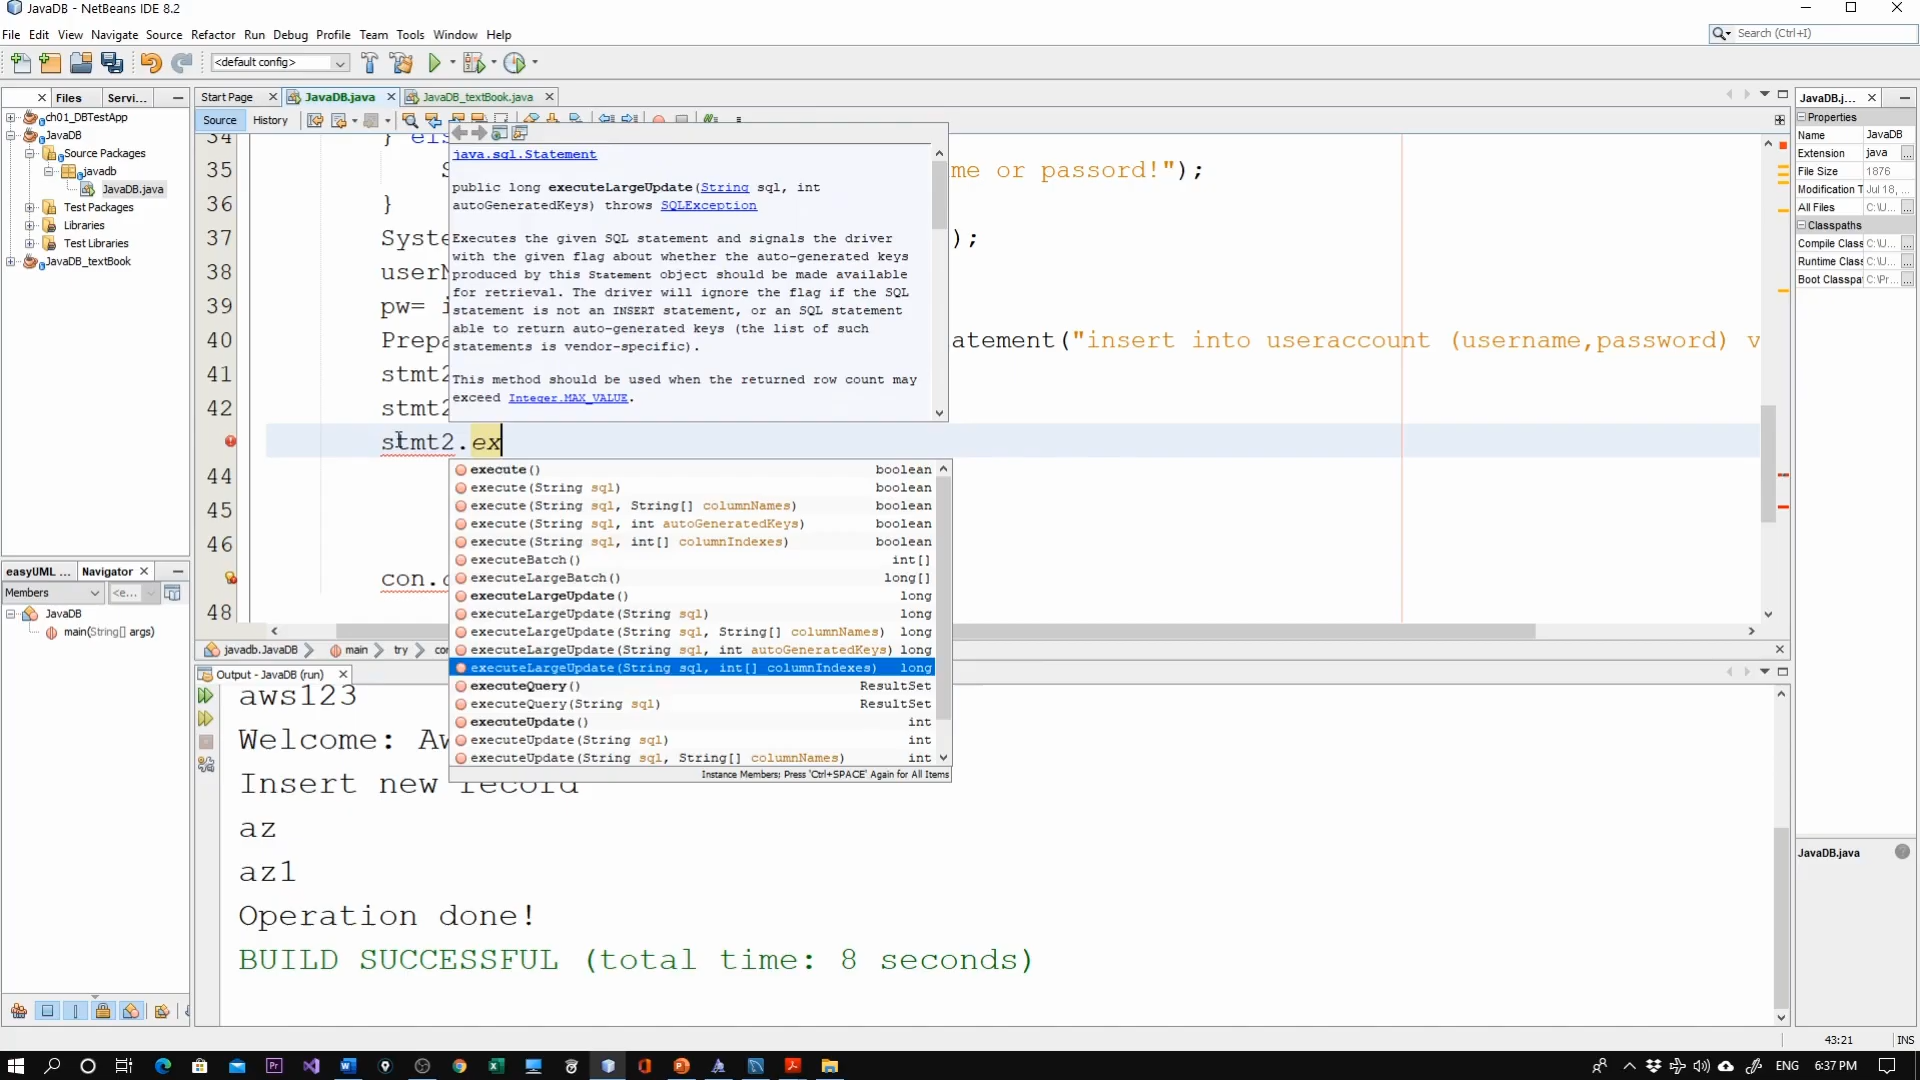 JavaDB - NetBeans IDE 8.2
File Edit View Navigate Source Refactor Run Debug Profile Team Tools Window Help
Search (Ctrl+I)
<default config>
Files Servi...
Start Page JavaDB.java JavaDB_textBook.java
JavaDB.j...
Source History
ch01_DBTestApp
JavaDB
Source Packages
javadb
JavaDB.java
Test Packages
Libraries
Test Libraries
JavaDB_textBook
Properties
Name JavaDB
Extension java
File Size 1876
Modification T Jul 18, ...
All Files C:\U...
Classpaths
Compile Class C:\U...
Runtime Class C:\U...
Boot Classpa C:\Pr...
34 } els
35 S me or passord!");
36 }
37 Syste );
38 userN
39 pw= i
40 Prepa atement("insert into useraccount (username,password) v
41 stmt2
42 stmt2
stmt2.ex
44
45
46
con.c
48
java.sql.Statement
public long executeLargeUpdate(String sql, int
autoGeneratedKeys) throws SQLException
Executes the given SQL statement and signals the driver
with the given flag about whether the auto-generated keys
produced by this Statement object should be made available
for retrieval. The driver will ignore the flag if the SQL
statement is not an INSERT statement, or an SQL statement
able to return auto-generated keys (the list of such
statements is vendor-specific).
This method should be used when the returned row count may
exceed Integer.MAX_VALUE.
execute() boolean
execute(String sql) boolean
execute(String sql, String[] columnNames) boolean
execute(String sql, int autoGeneratedKeys) boolean
execute(String sql, int[] columnIndexes) boolean
executeBatch() int[]
executeLargeBatch() long[]
executeLargeUpdate() long
executeLargeUpdate(String sql) long
executeLargeUpdate(String sql, String[] columnNames) long
executeLargeUpdate(String sql, int autoGeneratedKeys) long
executeLargeUpdate(String sql, int[] columnIndexes) long
executeQuery() ResultSet
executeQuery(String sql) ResultSet
executeUpdate() int
executeUpdate(String sql) int
executeUpdate(String sql, String[] columnNames) int
Instance Members; Press 'Ctrl+SPACE' Again for All Items
easyUML ... Navigator
Members <e...
JavaDB
main(String[] args)
javadb.JavaDB main try con
Output - JavaDB (run)
aws123
Welcome: Aw
Insert new record
az
az1
Operation done!
BUILD SUCCESSFUL (total time: 8 seconds)
JavaDB.java
43:21 INS
ENG 6:37 PM